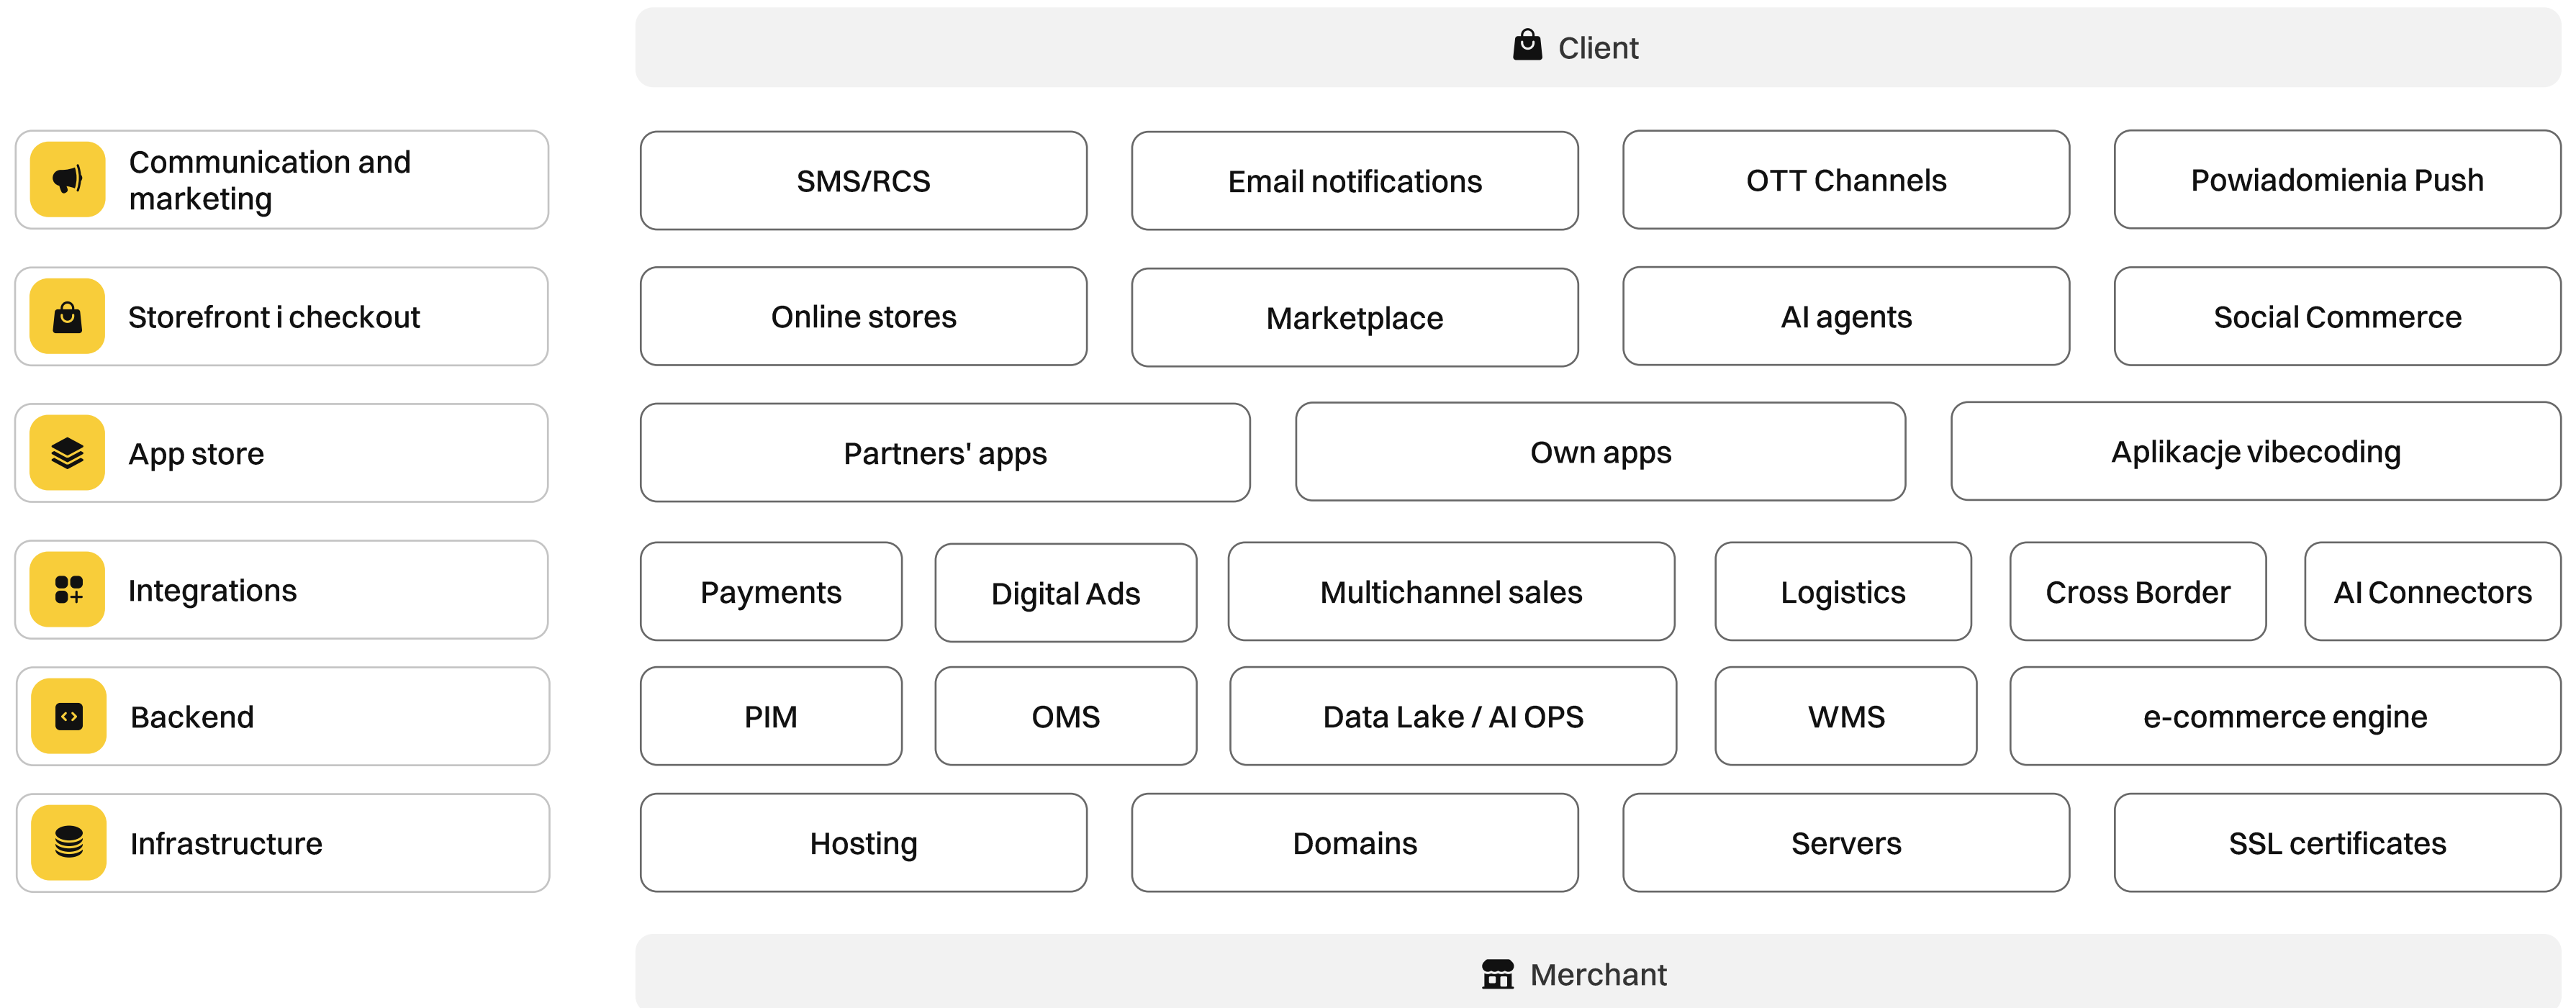 Client
Communication and
marketing
SMS/RCS
Email notifications
OTT Channels
Powiadomienia Push
Storefront i checkout
Online stores
Marketplace
AI agents
Social Commerce
App store
Partners' apps
Own apps
Aplikacje vibecoding
Integrations
Payments
Digital Ads
Multichannel sales
Logistics
Cross Border
AI Connectors
Backend
PIM
OMS
Data Lake / AI OPS
WMS
e-commerce engine
Infrastructure
Hosting
Domains
Servers
SSL certificates
Merchant